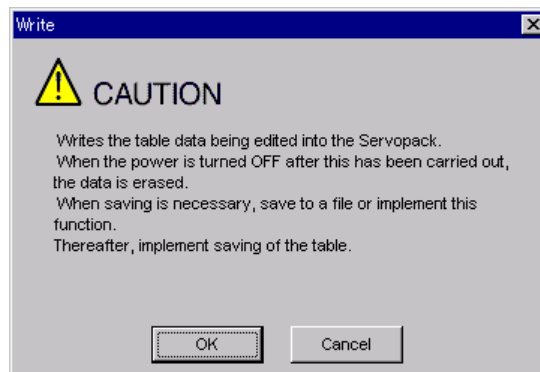 Write
CAUTION
Writes the table data being edited into the Servopack.
When the power is turned OFF after this has been carried out,
the data is erased.
When saving is necessary, save to a file or implement this
function.
Thereafter, implement saving of the table.
OK
Cancel